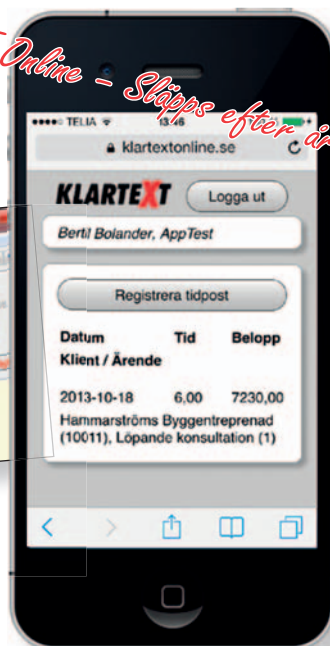 Online – Släpps efter år
TELIA 13:46
klartextonline.se
KLARTEXT Logga ut
Bertil Bolander, AppTest
Registrera tidpost
Datum Tid Belopp
Klient / Ärende
2013-10-18 6,00 7230,00
Hammarströms Byggentreprenad
(10011), Löpande konsultation (1)